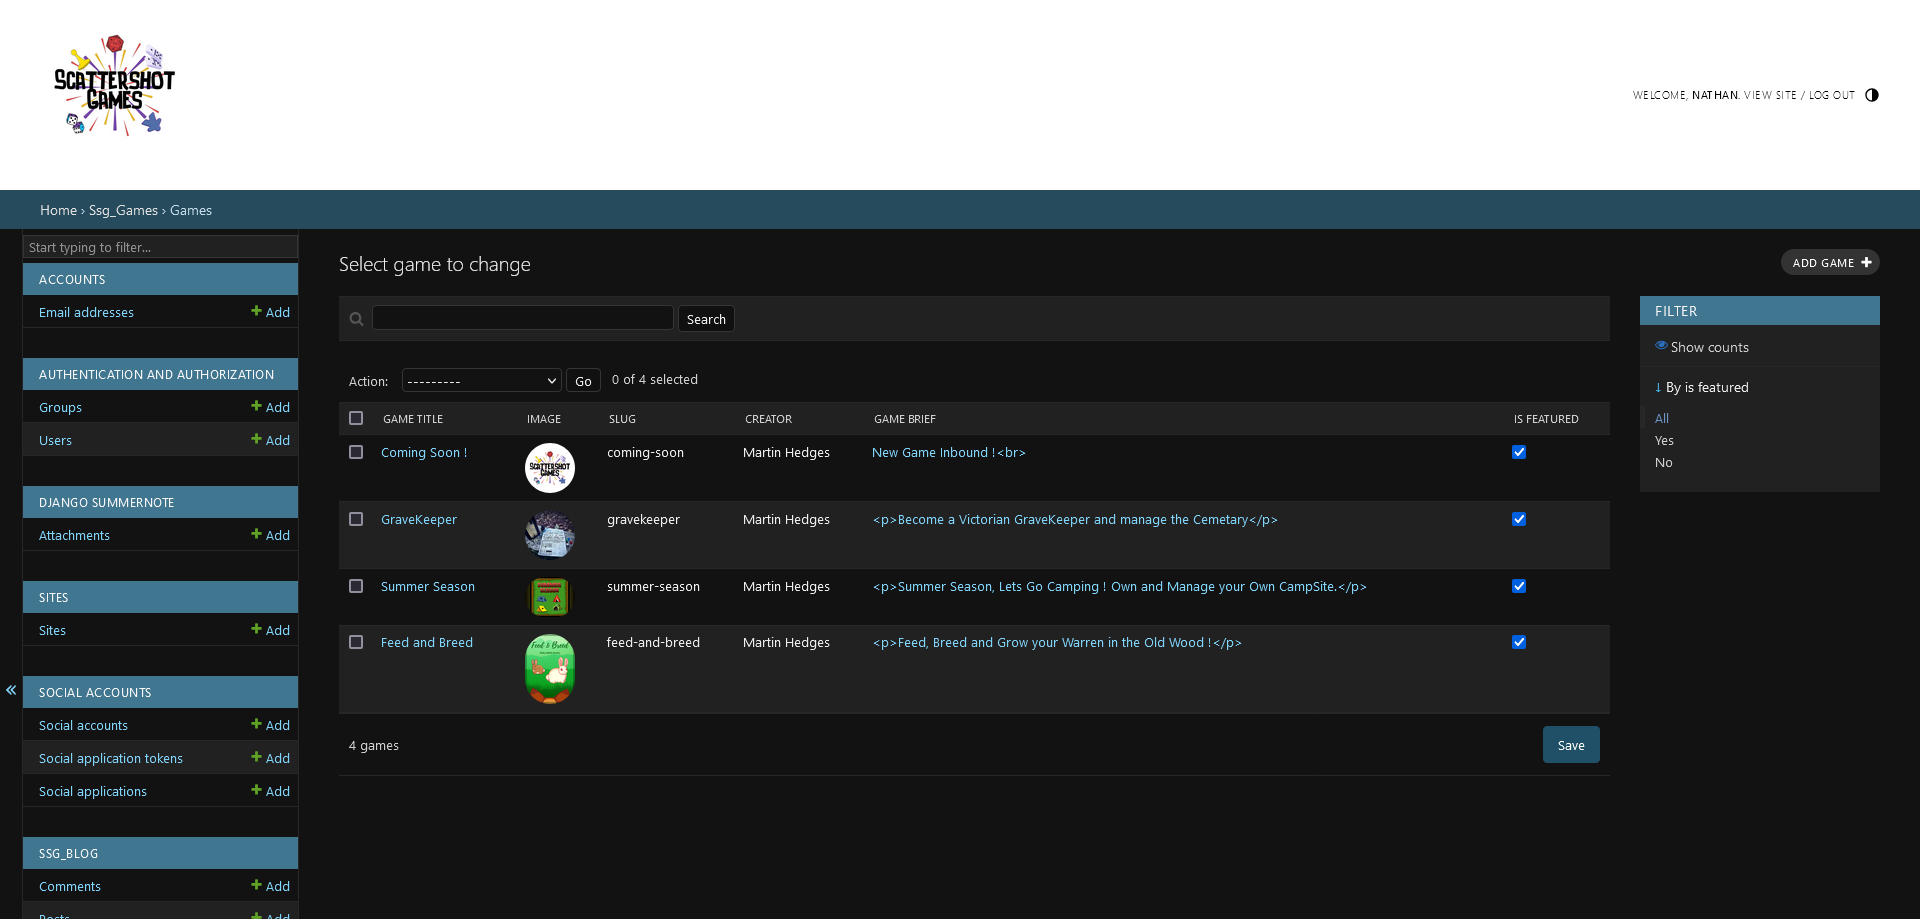 SCATTERSHOT
GAMES
WELCOME, NATHAN. VIEW SITE / LOG OUT
Home › Ssg_Games › Games
Start typing to filter...
ACCOUNTS
Email addresses Add
AUTHENTICATION AND AUTHORIZATION
Groups Add
Users Add
DJANGO SUMMERNOTE
Attachments Add
SITES
Sites Add
«
SOCIAL ACCOUNTS
Social accounts Add
Social application tokens Add
Social applications Add
SSG_BLOG
Comments Add
Posts Add
Select game to change
ADD GAME
Search
Action: --------- Go 0 of 4 selected
GAME TITLE IMAGE SLUG CREATOR GAME BRIEF IS FEATURED
Coming Soon ! SCATTERSHOT GAMES coming-soon Martin Hedges New Game Inbound !<br>
GraveKeeper gravekeeper Martin Hedges <p>Become a Victorian GraveKeeper and manage the Cemetary</p>
Summer Season summer-season Martin Hedges <p>Summer Season, Lets Go Camping ! Own and Manage your Own CampSite.</p>
Feed and Breed Feed & Breed feed-and-breed Martin Hedges <p>Feed, Breed and Grow your Warren in the Old Wood !</p>
4 games Save
FILTER
Show counts
↓ By is featured
All
Yes
No